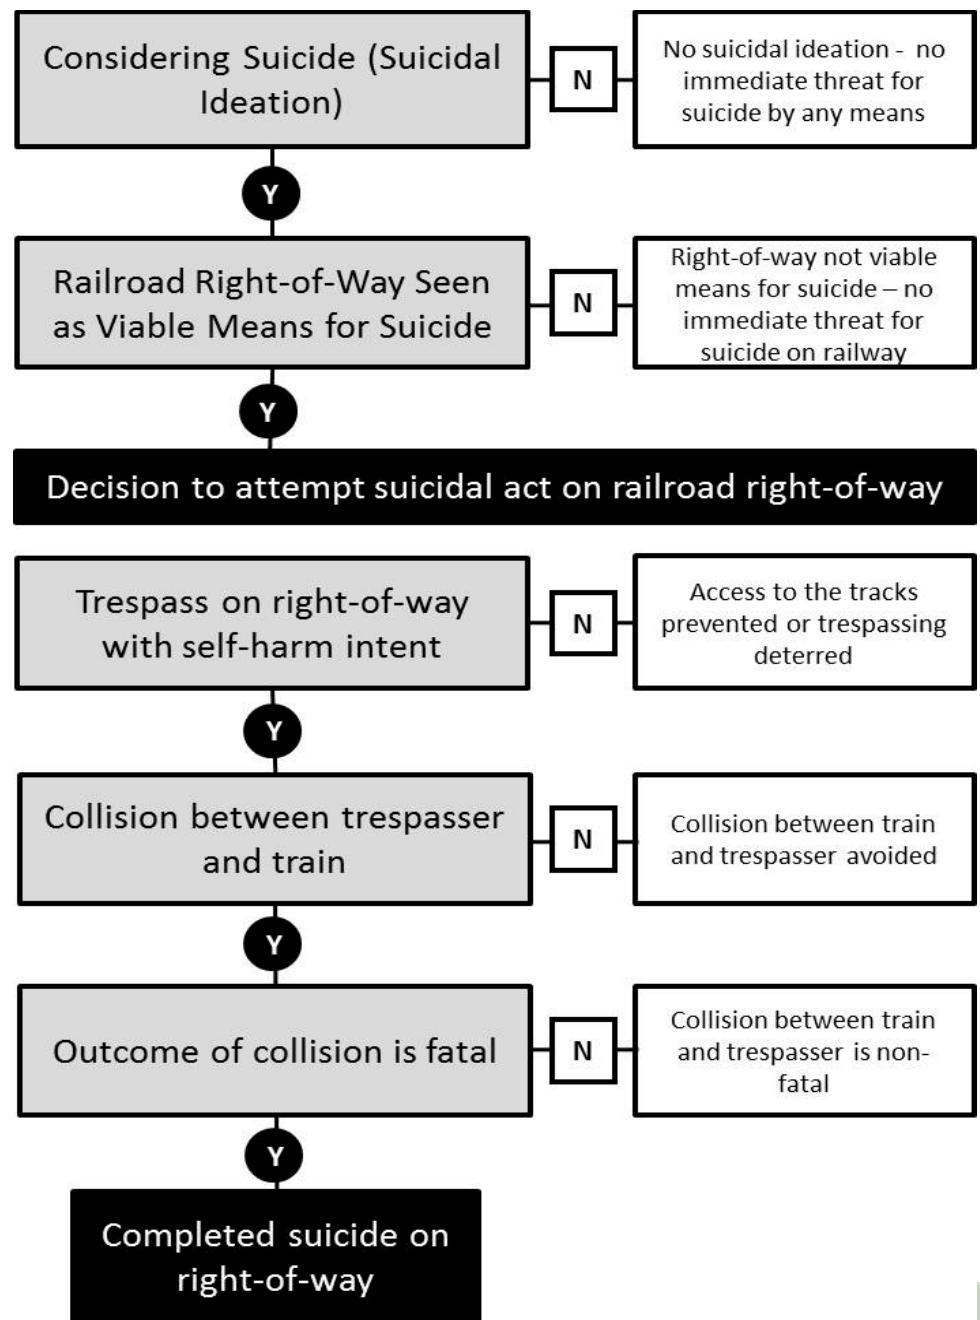 Considering Suicide (Suicidal
Ideation)
N
No suicidal ideation - no
immediate threat for
suicide by any means
Y
Railroad Right-of-Way Seen
as Viable Means for Suicide
N
Right-of-way not viable
means for suicide – no
immediate threat for
suicide on railway
Y
Decision to attempt suicidal act on railroad right-of-way
Trespass on right-of-way
with self-harm intent
N
Access to the tracks
prevented or trespassing
deterred
Y
Collision between trespasser
and train
N
Collision between train
and trespasser avoided
Y
Outcome of collision is fatal
N
Collision between train
and trespasser is non-
fatal
Y
Completed suicide on
right-of-way